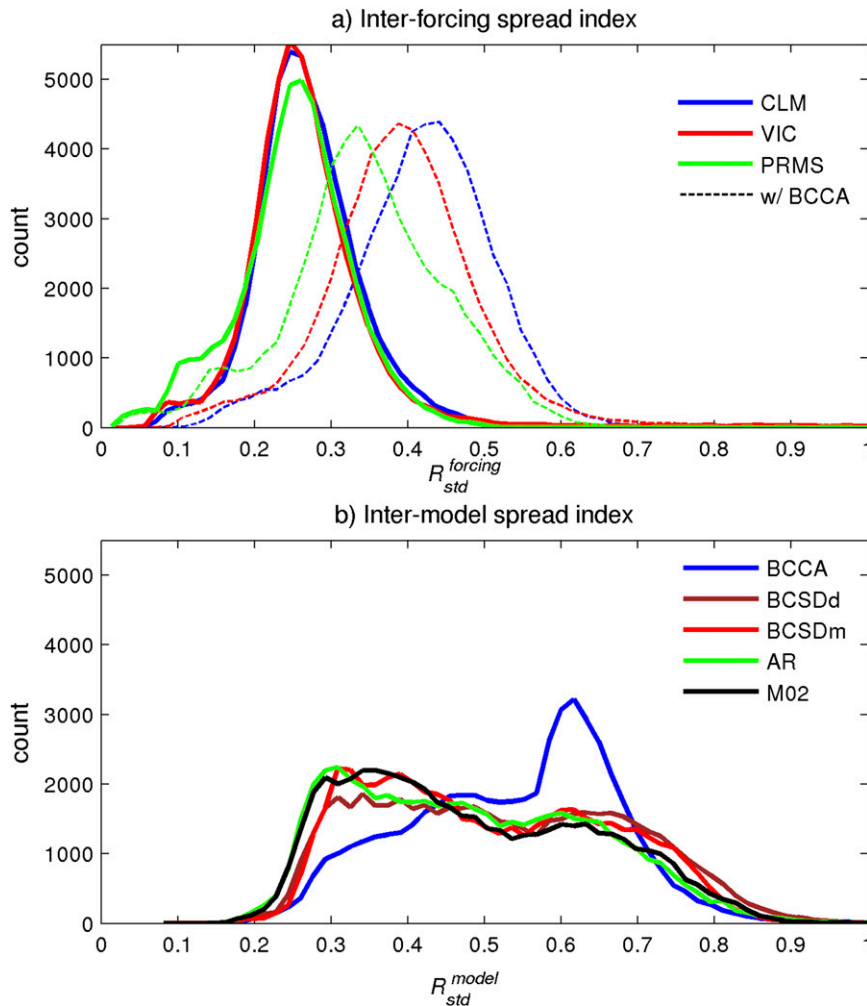 a) Inter-forcing spread index
5000
4000
3000
2000
1000
0
count
CLM
VIC
PRMS
w/ BCCA
0 0.1 0.2 0.3 0.4 0.5 0.6 0.7 0.8 0.9 1
R_std^forcing
b) Inter-model spread index
5000
4000
3000
2000
1000
0
count
BCCA
BCSDd
BCSDm
AR
M02
0 0.1 0.2 0.3 0.4 0.5 0.6 0.7 0.8 0.9 1
R_std^model